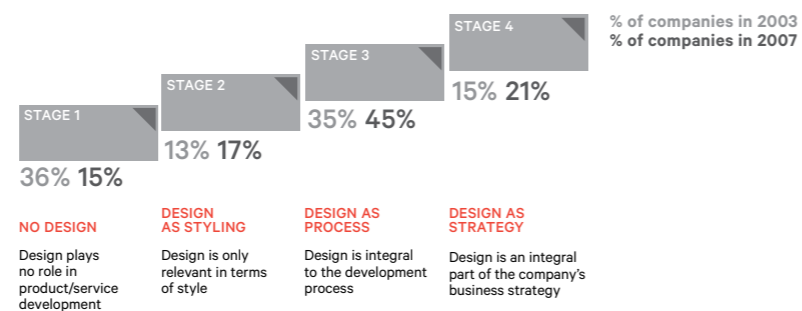 STAGE 1
36% 15%
STAGE 2
13% 17%
STAGE 3
35% 45%
STAGE 4
15% 21%
% of companies in 2003
% of companies in 2007
NO DESIGN
Design plays
no role in
product/service
development
DESIGN
AS STYLING
Design is only
relevant in terms
of style
DESIGN AS
PROCESS
Design is integral
to the development
process
DESIGN AS
STRATEGY
Design is an integral
part of the company's
business strategy